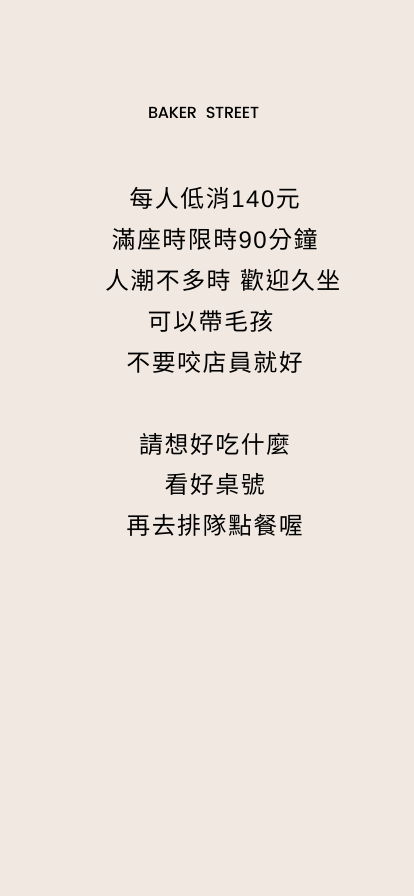 BAKER STREET
每人低消140元
滿座時限時90分鐘
人潮不多時 歡迎久坐
可以帶毛孩
不要咬店員就好
請想好吃什麼
看好桌號
再去排隊點餐喔